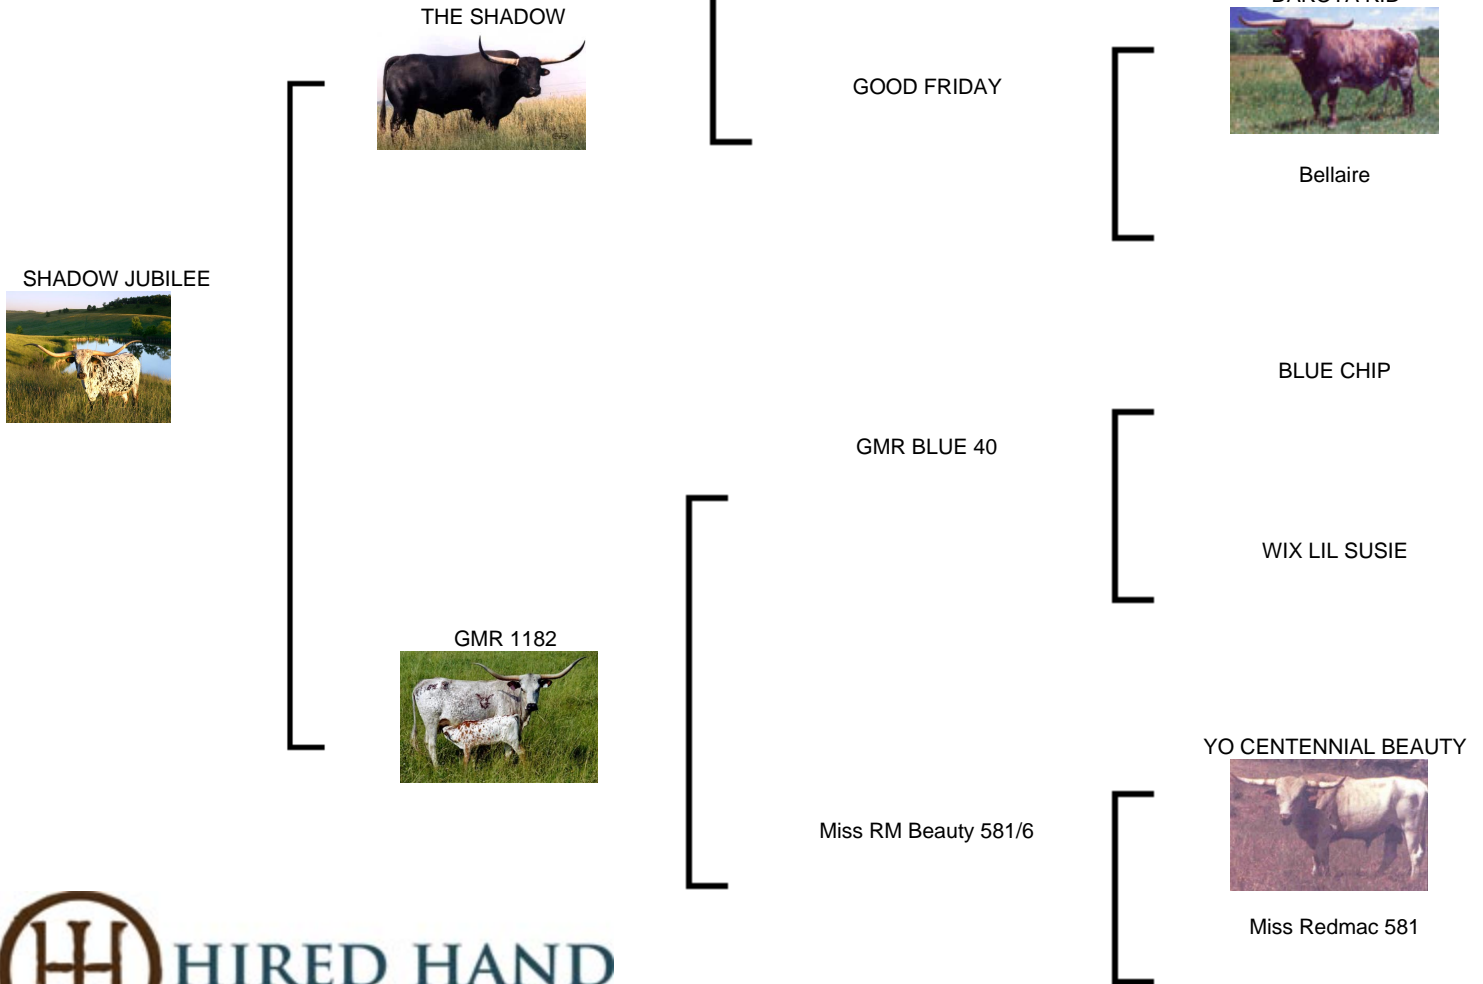 THE SHADOW
GOOD FRIDAY
Bellaire
SHADOW JUBILEE
BLUE CHIP
GMR BLUE 40
WIX LIL SUSIE
GMR 1182
YO CENTENNIAL BEAUTY
Miss RM Beauty 581/6
Miss Redmac 581
HIRED HAND